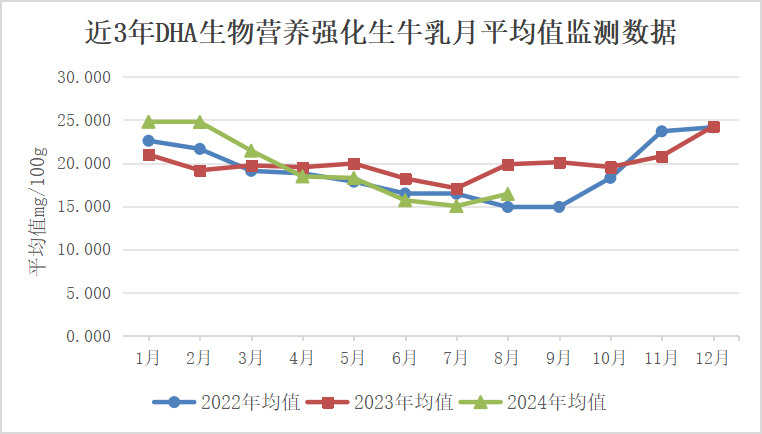 近3年DHA生物营养强化生牛乳月平均值监测数据
平均值mg/100g
30.000
25.000
20.000
15.000
10.000
5.000
0.000
1月 2月 3月 4月 5月 6月 7月 8月 9月 10月 11月 12月
2022年均值 2023年均值 2024年均值